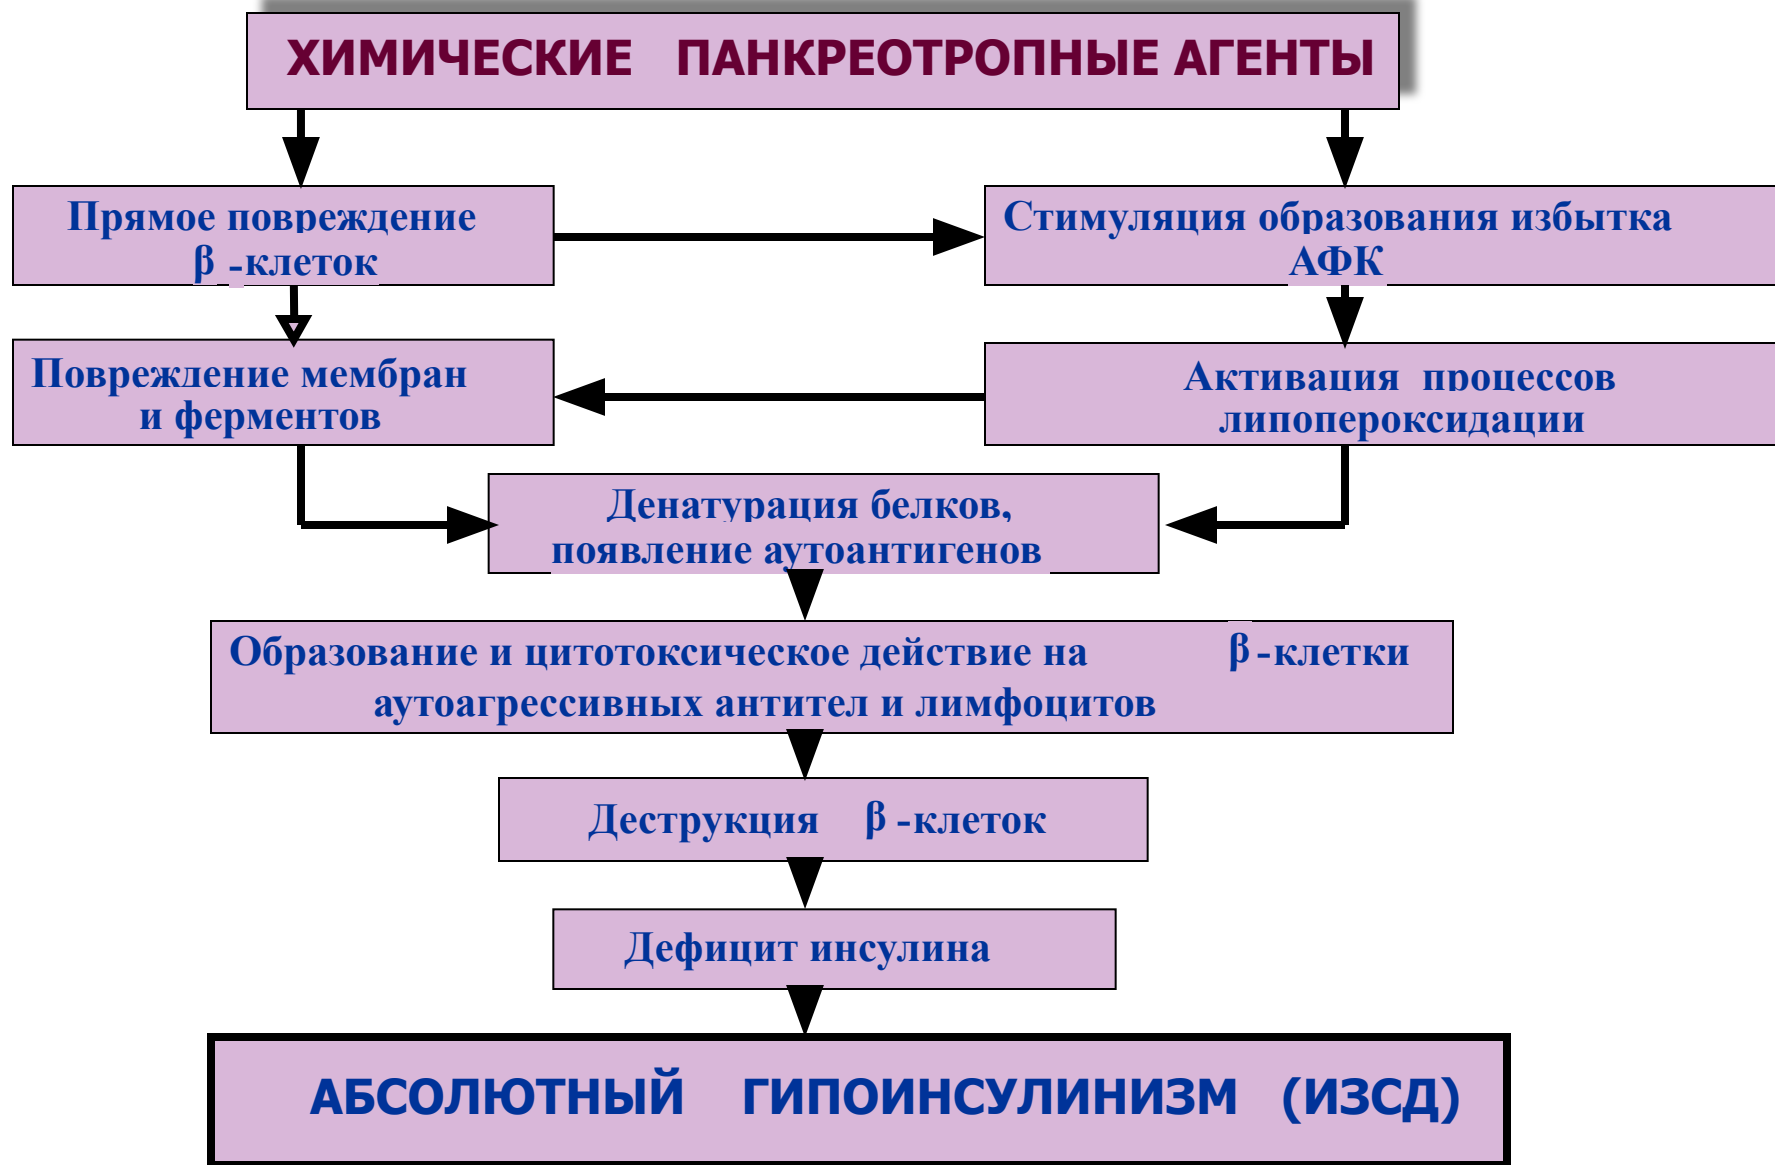 ХИМИЧЕСКИЕ ПАНКРЕОТРОПНЫЕ АГЕНТЫ
Прямое повреждение
β -клеток
Стимуляция образования избытка
АФК
Повреждение мембран
и ферментов
Активация процессов
липопероксидации
Денатурация белков,
появление аутоантигенов
Образование и цитотоксическое действие на β-клетки
аутоагрессивных антител и лимфоцитов
Деструкция β -клеток
Дефицит инсулина
АБСОЛЮТНЫЙ ГИПОИНСУЛИНИЗМ (ИЗСД)